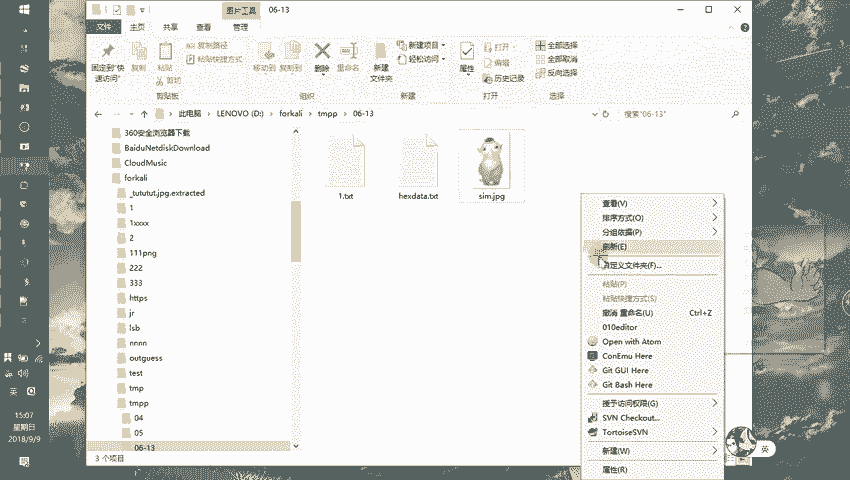 图片工具
06-13
文件
主页
共享
查看
管理
固定到"快
速访问"
复制
粘贴
复制路径
粘贴快捷方式
剪切
移动到
复制到
删除
重命名
新建
文件夹
新建项目
轻松访问
属性
打开
编辑
历史记录
全部选择
全部取消
反向选择
剪贴板
组织
新建
打开
选择
此电脑
LENOVO (D:)
forkali
tmpp
06-13
搜索"06-13"
360安全浏览器下载
BaiduNetdiskDownload
CloudMusic
forkali
_tututut.jpg.extracted
1
1xxxx
2
111png
222
333
https
jr
lsb
nnnn
outguess
test
tmp
tmpp
04
05
06-13
1.txt
hexdata.txt
sim.jpg
查看(V)
排序方式(O)
分组依据(P)
刷新(E)
自定义文件夹(F)...
粘贴(P)
粘贴快捷方式(S)
撤消 重命名(U) Ctrl+Z
010editor
Open with Atom
ConEmu Here
Git GUI Here
Git Bash Here
授予访问权限(G)
SVN Checkout...
TortoiseSVN
新建(W)
属性(R)
3 个项目
英
15:07
星期日
2018/9/9
英